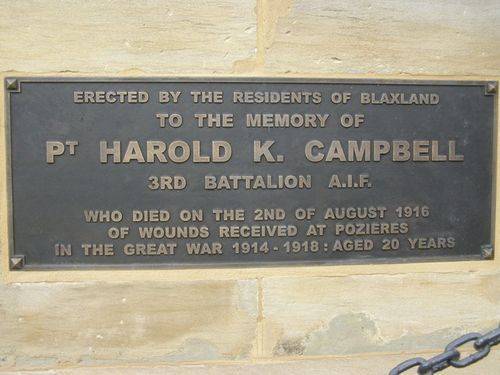 ERECTED BY THE RESIDENTS OF BLAXLAND
TO THE MEMORY OF
PT HAROLD K. CAMPBELL
3RD BATTALION A.I.F.
WHO DIED ON THE 2ND OF AUGUST 1916
OF WOUNDS RECEIVED AT POZIÈRES
IN THE GREAT WAR 1914-1918: AGED 20 YEARS